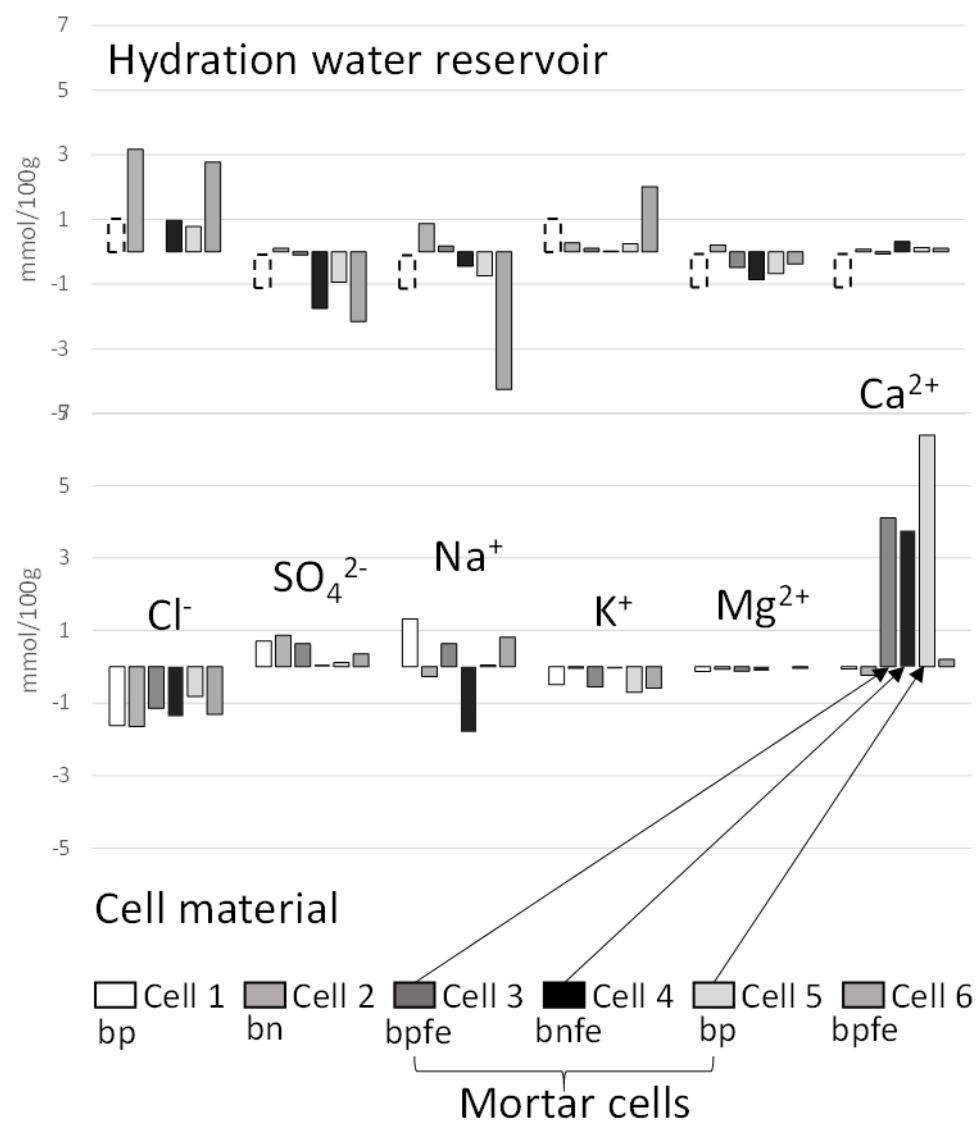 7
Hydration water reservoir
5
3
1
-1
-3
-5
mmol/100g
Ca2+
7
5
3
1
-1
-3
-5
mmol/100g
Cl-
SO42-
Na+
K+
Mg2+
Cell material
Cell 1 Cell 2 Cell 3 Cell 4 Cell 5 Cell 6
bp bn bpfe bnfe bp bpfe
Mortar cells